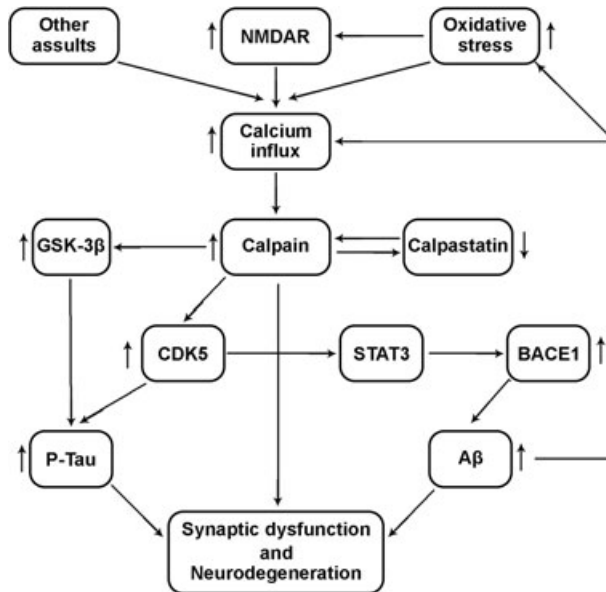 Other
assults
NMDAR
Oxidative
stress
Calcium
influx
GSK-3β
Calpain
Calpastatin
CDK5
STAT3
BACE1
P-Tau
Aβ
Synaptic dysfunction
and
Neurodegeneration